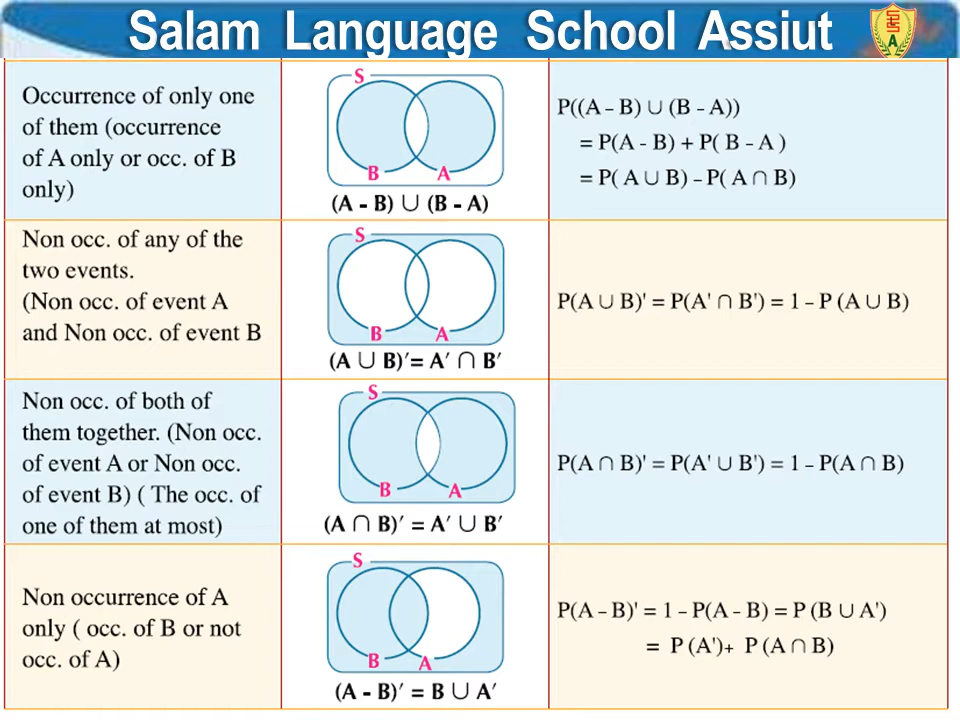 Salam Language School Assiut
A
Occurrence of only one
of them (occurrence
of A only or occ. of B
only)
S
B A
(A - B) ∪ (B - A)
P((A – B) ∪ (B – A))
= P(A - B) + P( B - A )
= P( A ∪ B) – P( A ∩ B)
Non occ. of any of the
two events.
(Non occ. of event A
and Non occ. of event B
S
B A
(A ∪ B)′= A′ ∩ B′
P(A ∪ B)' = P(A' ∩ B') = 1 – P (A ∪ B)
Non occ. of both of
them together. (Non occ.
of event A or Non occ.
of event B) ( The occ. of
one of them at most)
S
B A
(A ∩ B)′ = A′ ∪ B′
P(A ∩ B)' = P(A' ∪ B') = 1 – P(A ∩ B)
Non occurrence of A
only ( occ. of B or not
occ. of A)
S
B A
(A - B)′ = B ∪ A′
P(A – B)' = 1 – P(A – B) = P (B ∪ A')
= P (A')+ P (A ∩ B)